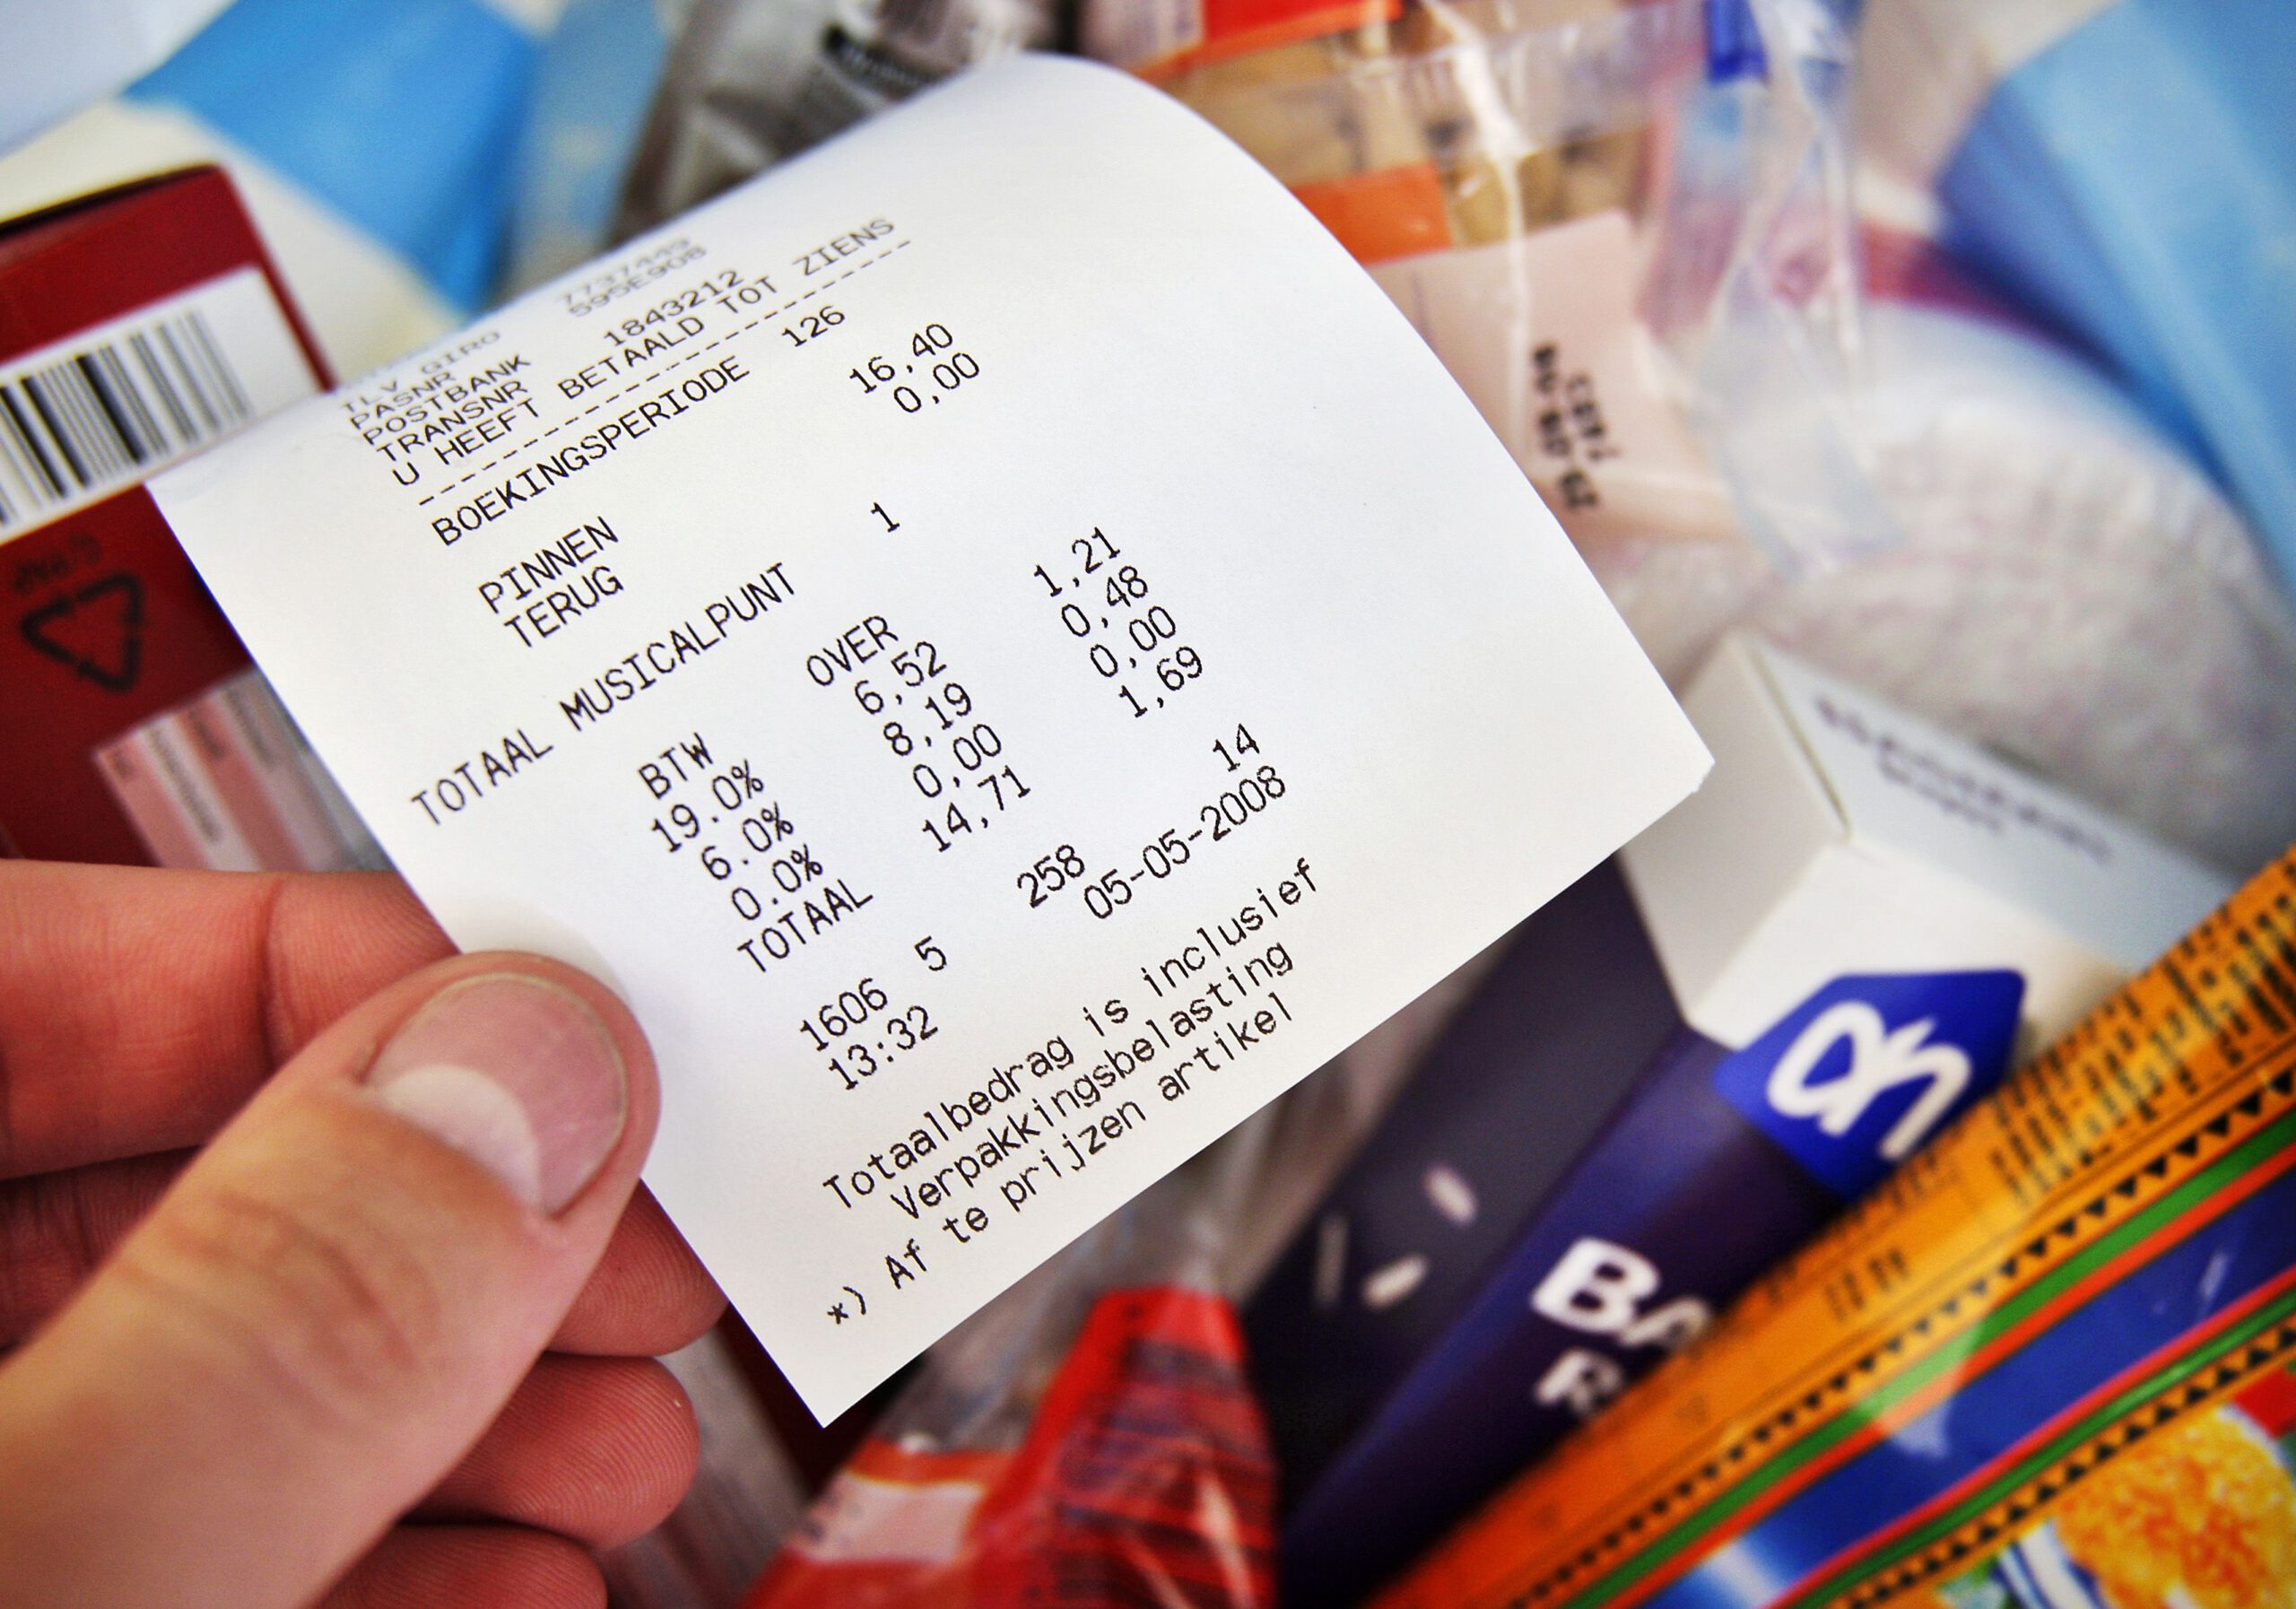 7737449
595E908
TLV GIRO
PASNR
POSTBANK
TRANSNR 1843212
U HEEFT BETAALD TOT ZIENS
--------------------------------
BOEKINGSPERIODE 126
PINNEN 16,40
TERUG 0,00
TOTAAL MUSICALPUNT 1
BTW OVER
19.0% 6,52 1,21
6.0% 8,19 0,48
0.0% 0,00 0,00
TOTAAL 14,71 1,69
1606 5 258 14
13:32 05-05-2008
Totaalbedrag is inclusief
Verpakkingsbelasting
*) Af te prijzen artikel
ah
BA
R